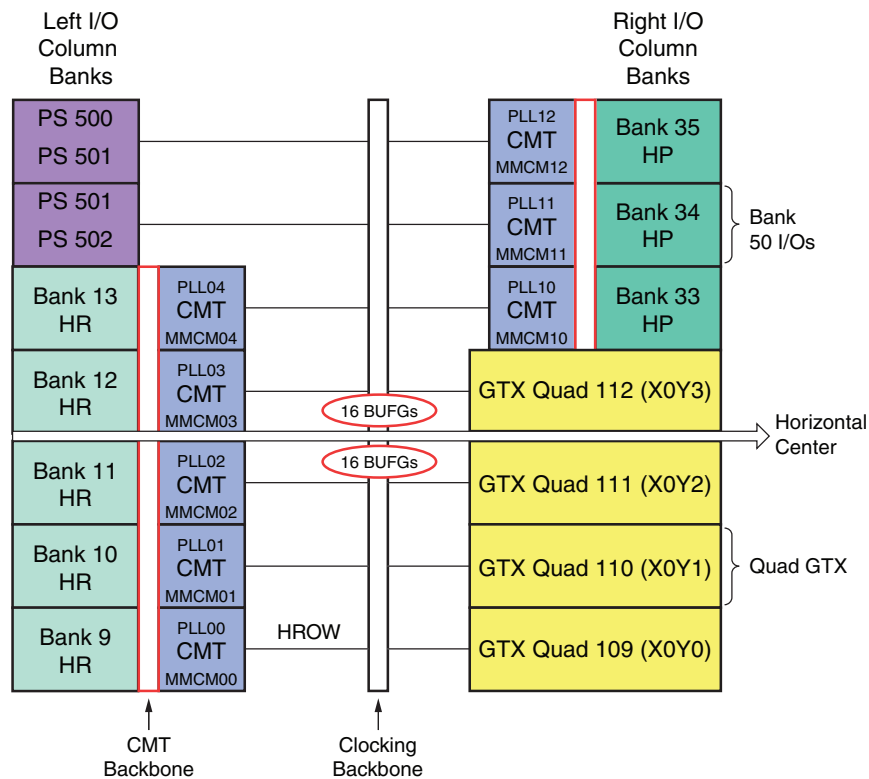 Left I/O
Column
Banks
Right I/O
Column
Banks
PS 500
PS 501
PLL12
CMT
MMCM12
Bank 35
HP
PS 501
PS 502
PLL11
CMT
MMCM11
Bank 34
HP
Bank
50 I/Os
Bank 13
HR
PLL04
CMT
MMCM04
PLL10
CMT
MMCM10
Bank 33
HP
Bank 12
HR
PLL03
CMT
MMCM03
16 BUFGs
GTX Quad 112 (X0Y3)
Horizontal
Center
Bank 11
HR
PLL02
CMT
MMCM02
16 BUFGs
GTX Quad 111 (X0Y2)
Bank 10
HR
PLL01
CMT
MMCM01
GTX Quad 110 (X0Y1)
Quad GTX
Bank 9
HR
PLL00
CMT
MMCM00
HROW
GTX Quad 109 (X0Y0)
CMT
Backbone
Clocking
Backbone